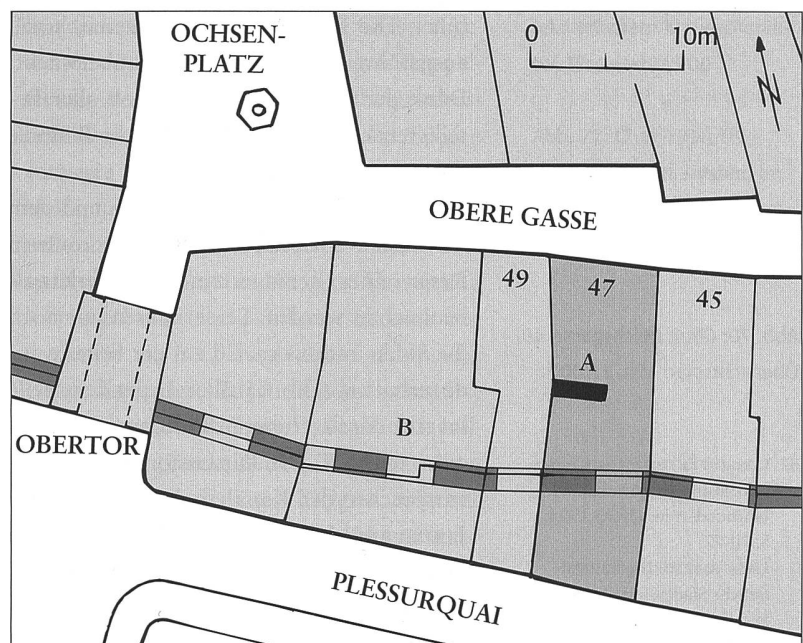 OCHSEN-
PLATZ
0 10m
N
OBERE GASSE
49
47
45
A
B
OBERTOR
PLESSURQUAI